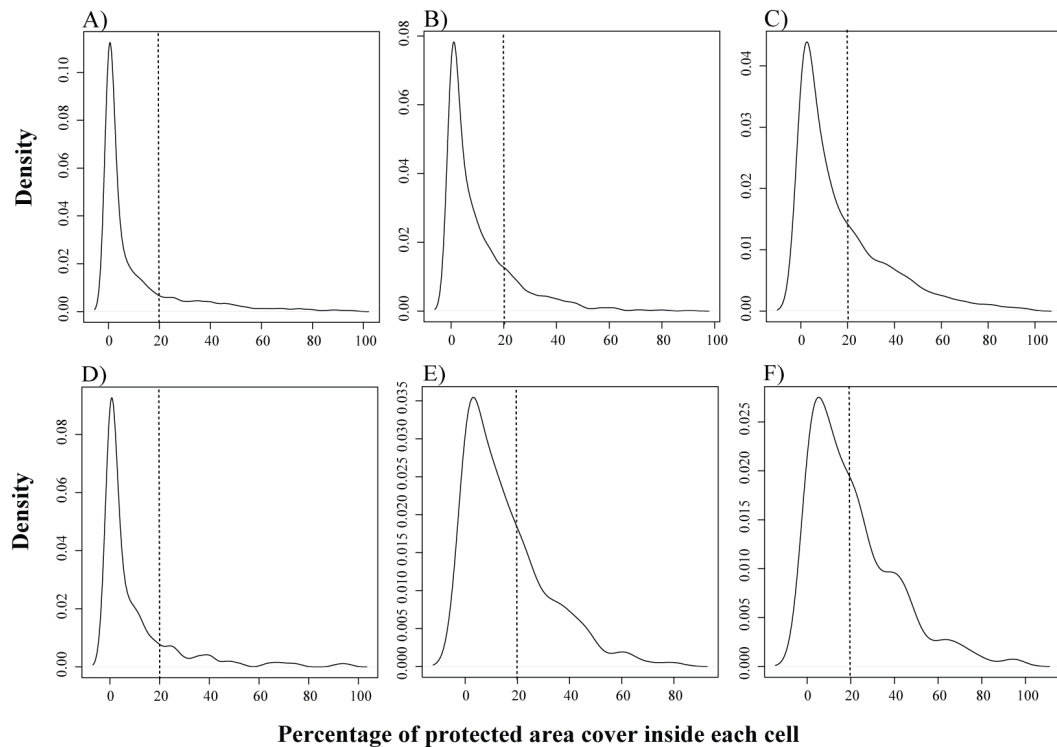 A)
B)
C)
Density
0.00 0.02 0.04 0.06 0.08 0.10
0 20 40 60 80 100
0.00 0.02 0.04 0.06 0.08
0 20 40 60 80 100
0.00 0.01 0.02 0.03 0.04
0 20 40 60 80 100
D)
E)
F)
Density
0.00 0.02 0.04 0.06 0.08
0 20 40 60 80 100
0.000 0.005 0.010 0.015 0.020 0.025 0.030 0.035
0 20 40 60 80
0.000 0.005 0.010 0.015 0.020 0.025
0 20 40 60 80 100
Percentage of protected area cover inside each cell